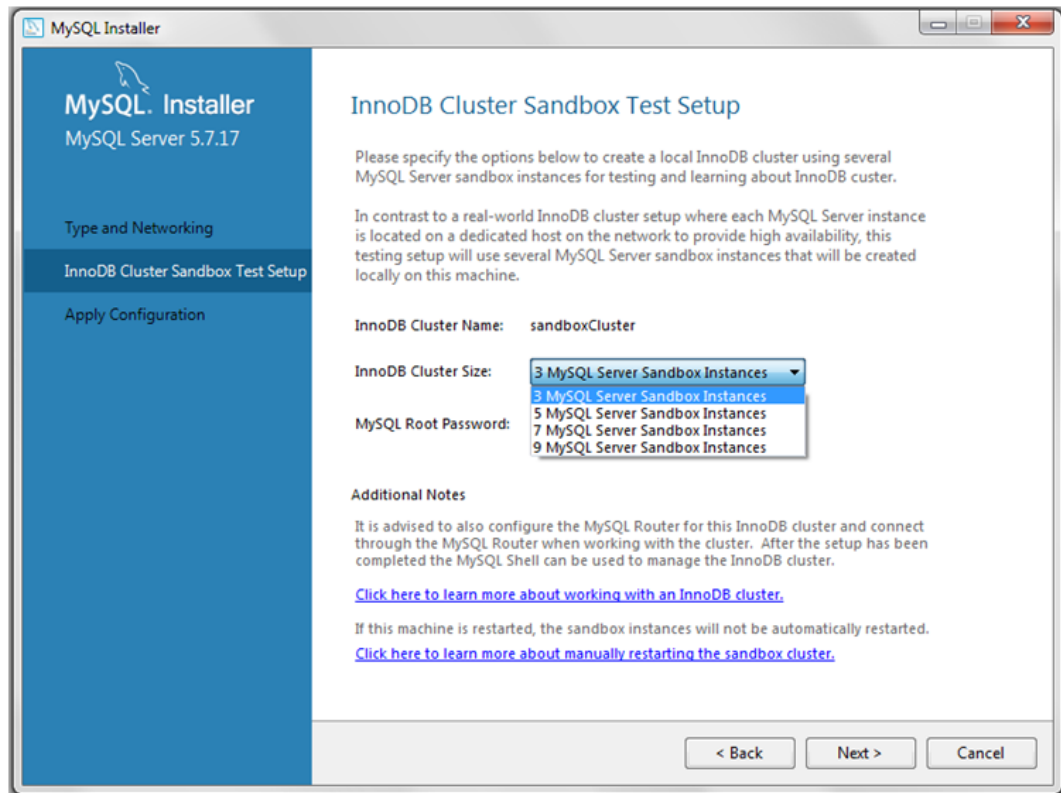 MySQL Installer
MySQL. Installer
MySQL Server 5.7.17
Type and Networking
InnoDB Cluster Sandbox Test Setup
Apply Configuration
InnoDB Cluster Sandbox Test Setup
Please specify the options below to create a local InnoDB cluster using several
MySQL Server sandbox instances for testing and learning about InnoDB custer.
In contrast to a real-world InnoDB cluster setup where each MySQL Server instance
is located on a dedicated host on the network to provide high availability, this
testing setup will use several MySQL Server sandbox instances that will be created
locally on this machine.
InnoDB Cluster Name: sandboxCluster
InnoDB Cluster Size: 3 MySQL Server Sandbox Instances
3 MySQL Server Sandbox Instances
5 MySQL Server Sandbox Instances
MySQL Root Password: 7 MySQL Server Sandbox Instances
9 MySQL Server Sandbox Instances
Additional Notes
It is advised to also configure the MySQL Router for this InnoDB cluster and connect
through the MySQL Router when working with the cluster. After the setup has been
completed the MySQL Shell can be used to manage the InnoDB cluster.
Click here to learn more about working with an InnoDB cluster.
If this machine is restarted, the sandbox instances will not be automatically restarted.
Click here to learn more about manually restarting the sandbox cluster.
< Back Next > Cancel